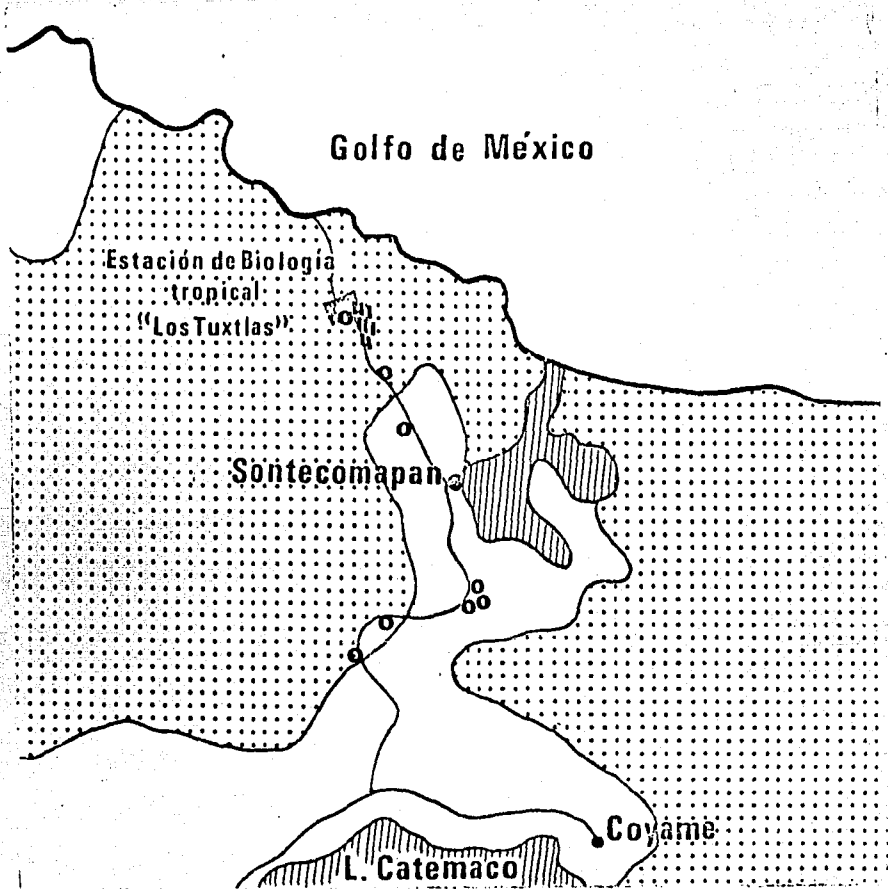 Golfo de México
Estación de Biología
tropical
"Los Tuxtlas"
Sontecomapan
Coyame
L. Catemaco